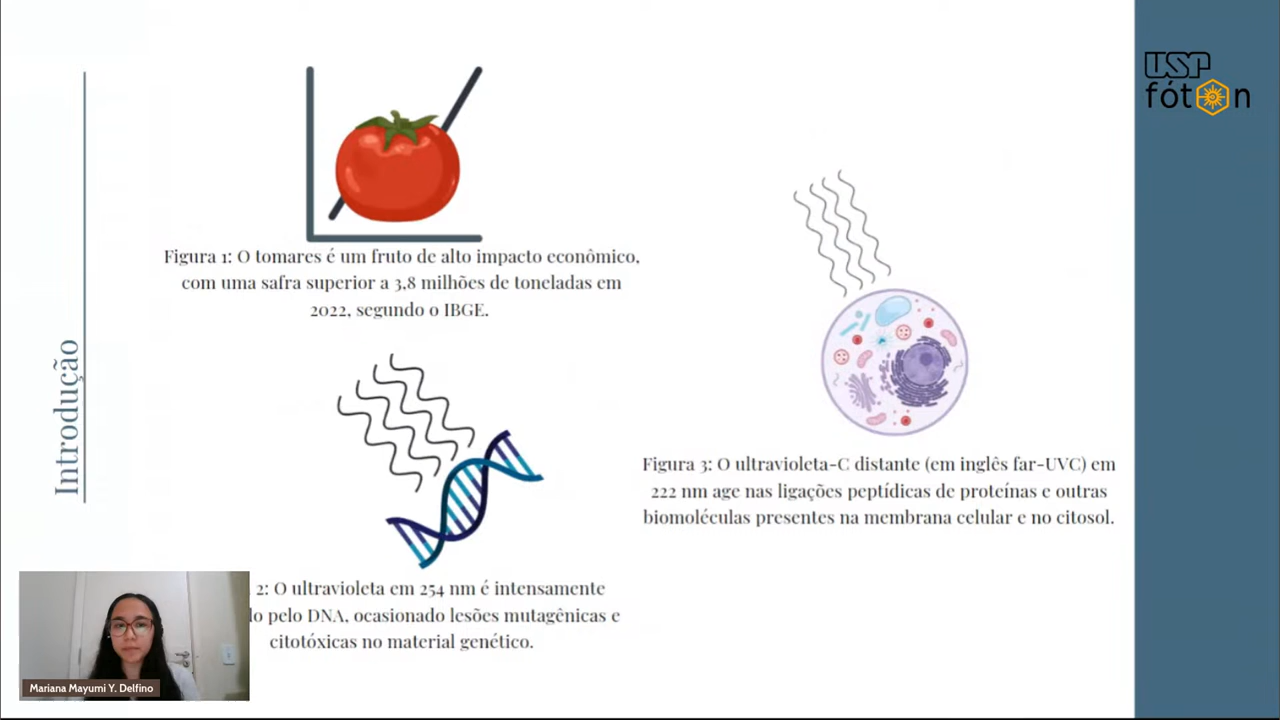 USP
fóton
Introdução
Figura 1: O tomares é um fruto de alto impacto econômico,
com uma safra superior a 3,8 milhões de toneladas em
2022, segundo o IBGE.
2: O ultravioleta em 254 nm é intensamente
pelo DNA, ocasionado lesões mutagênicas e
citotóxicas no material genético.
Figura 3: O ultravioleta-C distante (em inglês far-UVC) em
222 nm age nas ligações peptídicas de proteínas e outras
biomoléculas presentes na membrana celular e no citosol.
Mariana Mayumi Y. Delfino